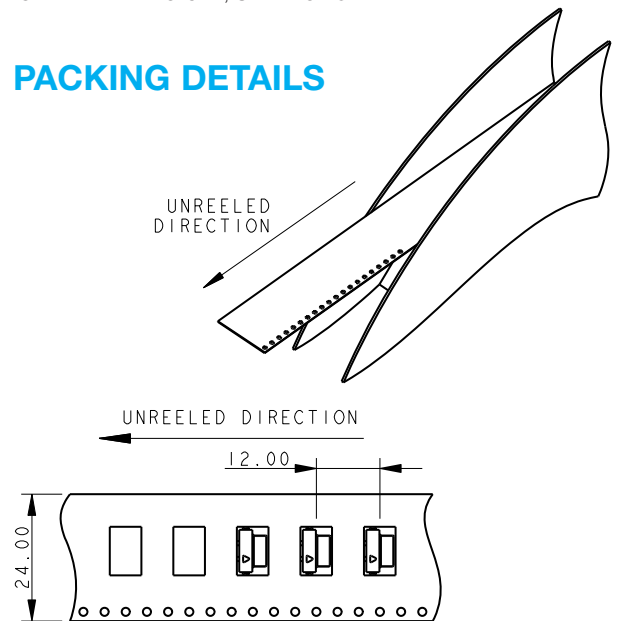 PACKING DETAILS
UNREELED
DIRECTION
UNREELED DIRECTION
12.00
24.00